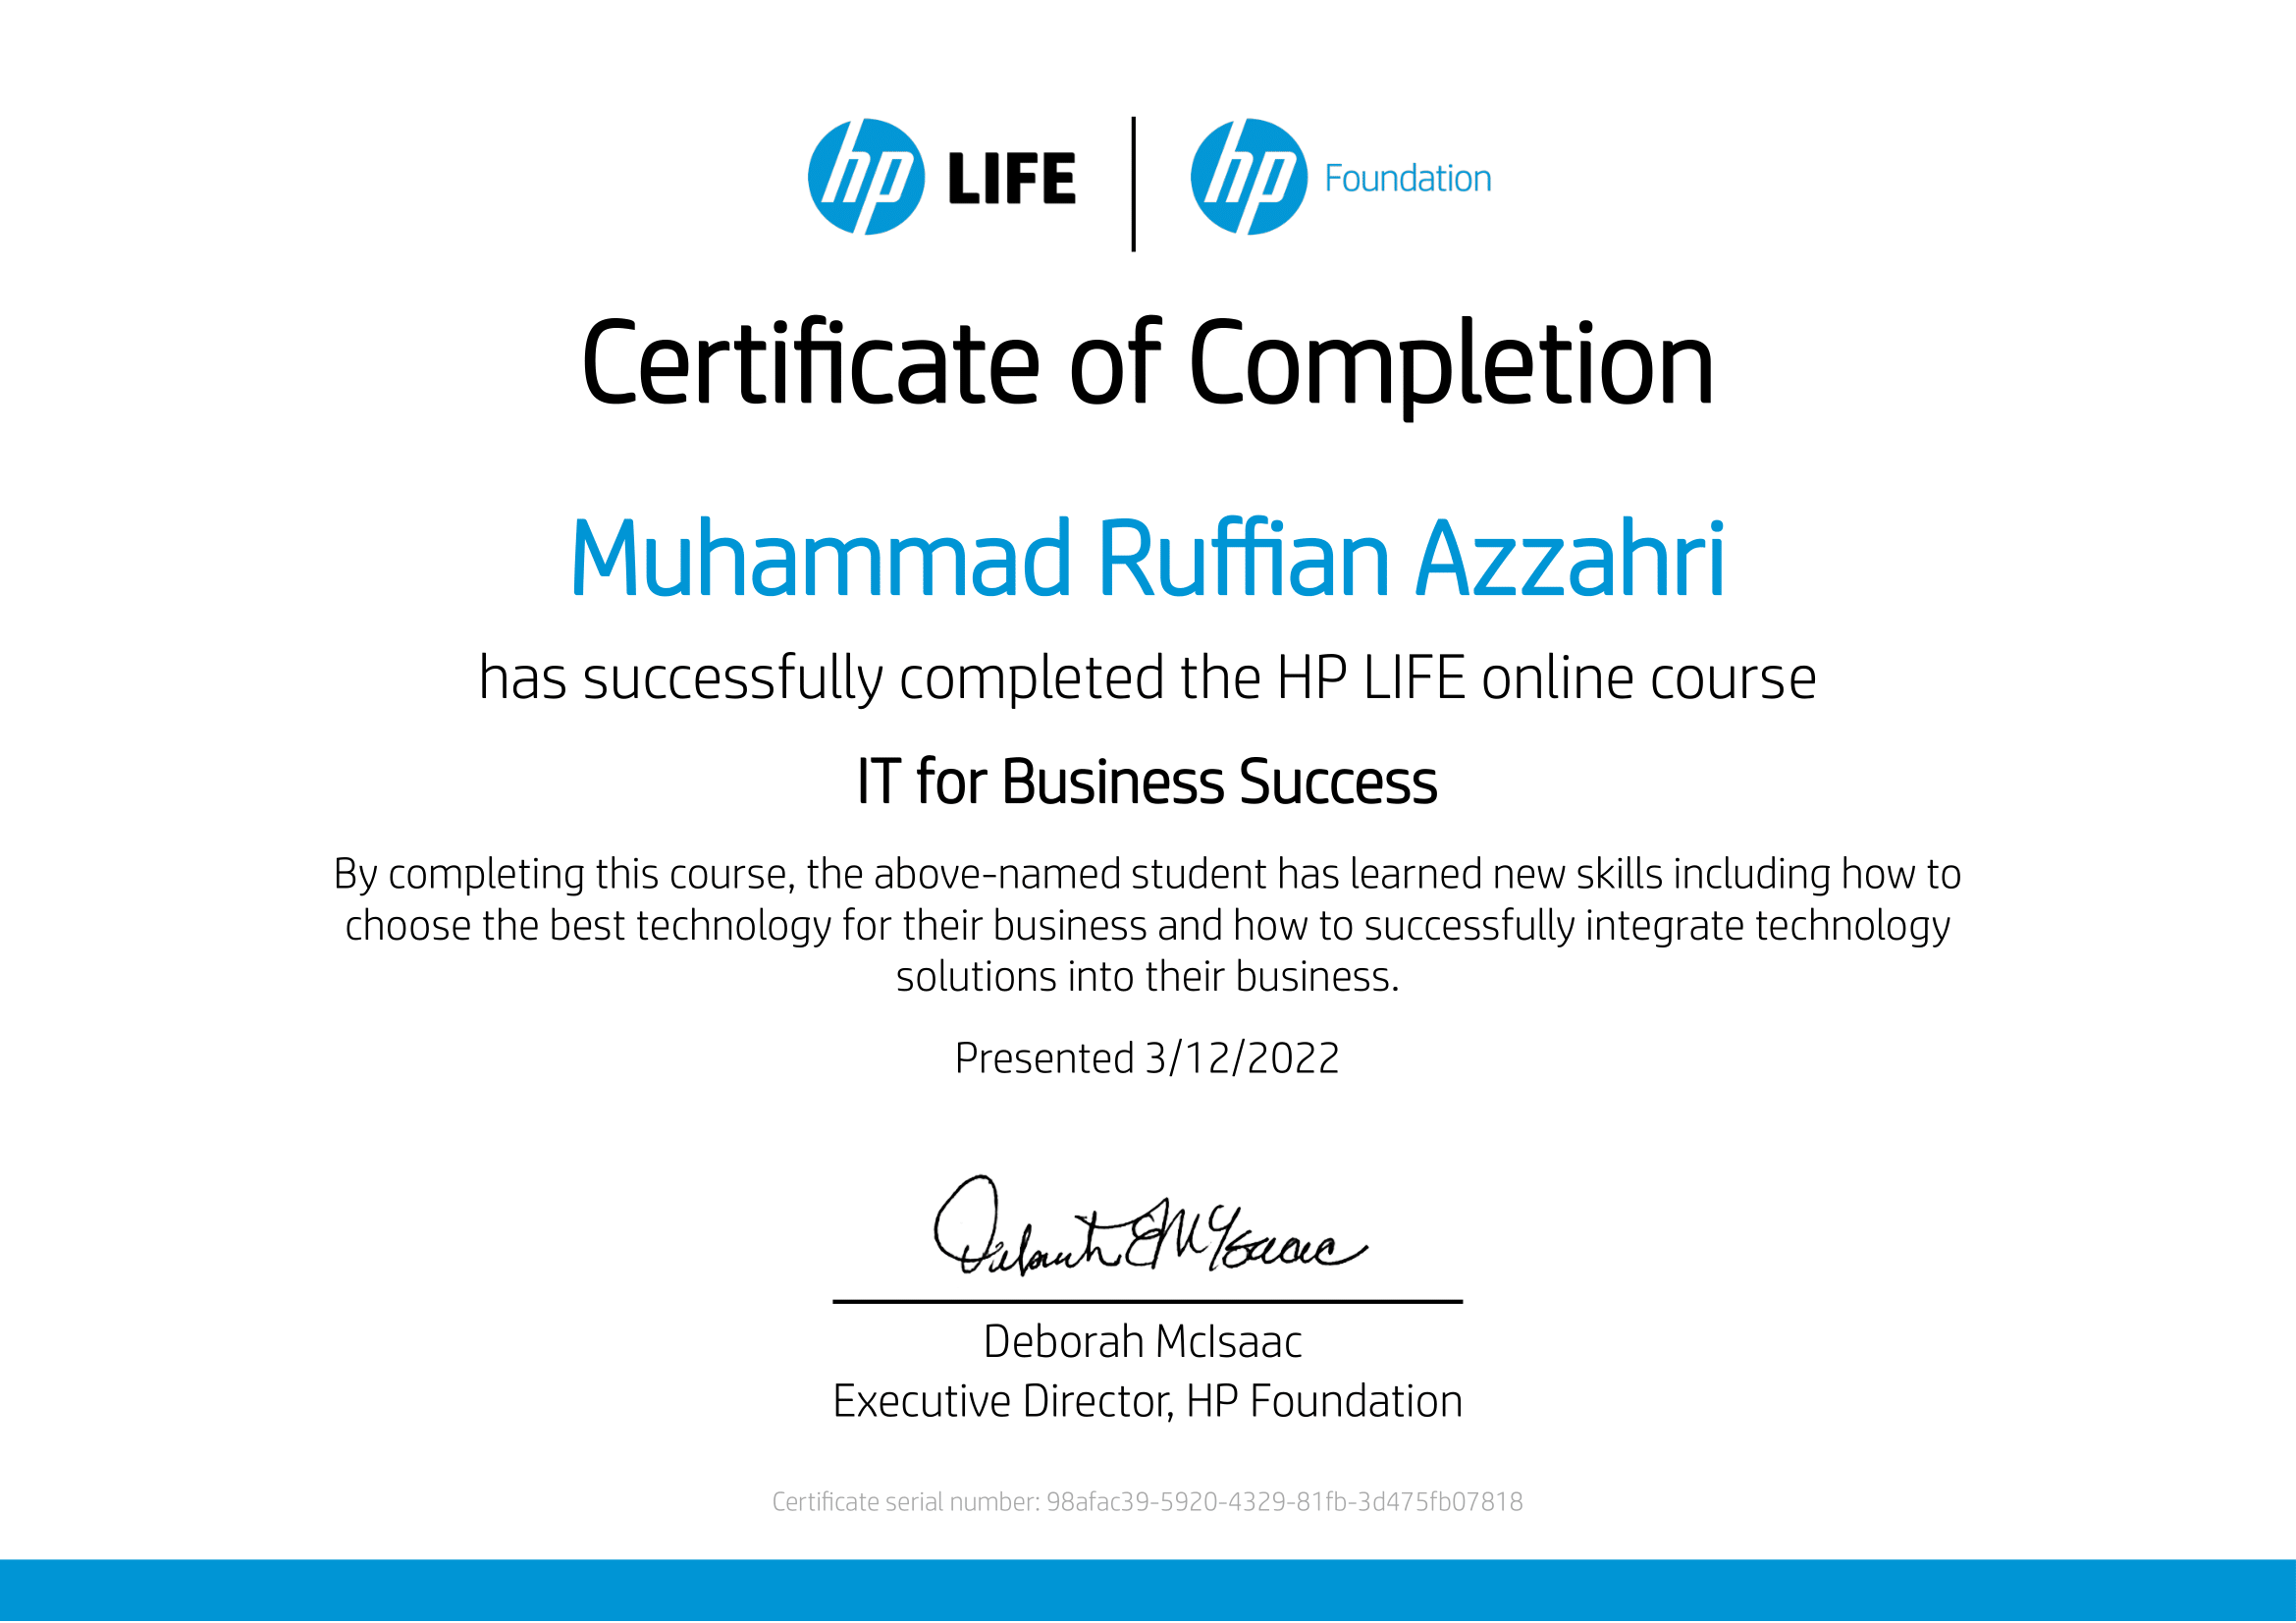 hp LIFE | hp Foundation
Certificate of Completion
Muhammad Ruffian Azzahri
has successfully completed the HP LIFE online course
IT for Business Success
By completing this course, the above-named student has learned new skills including how to
choose the best technology for their business and how to successfully integrate technology
solutions into their business.
Presented 3/12/2022
Deborah McIsaac
Executive Director, HP Foundation
Certificate serial number: 98afac39-5920-4329-81fb-3d475fb07818